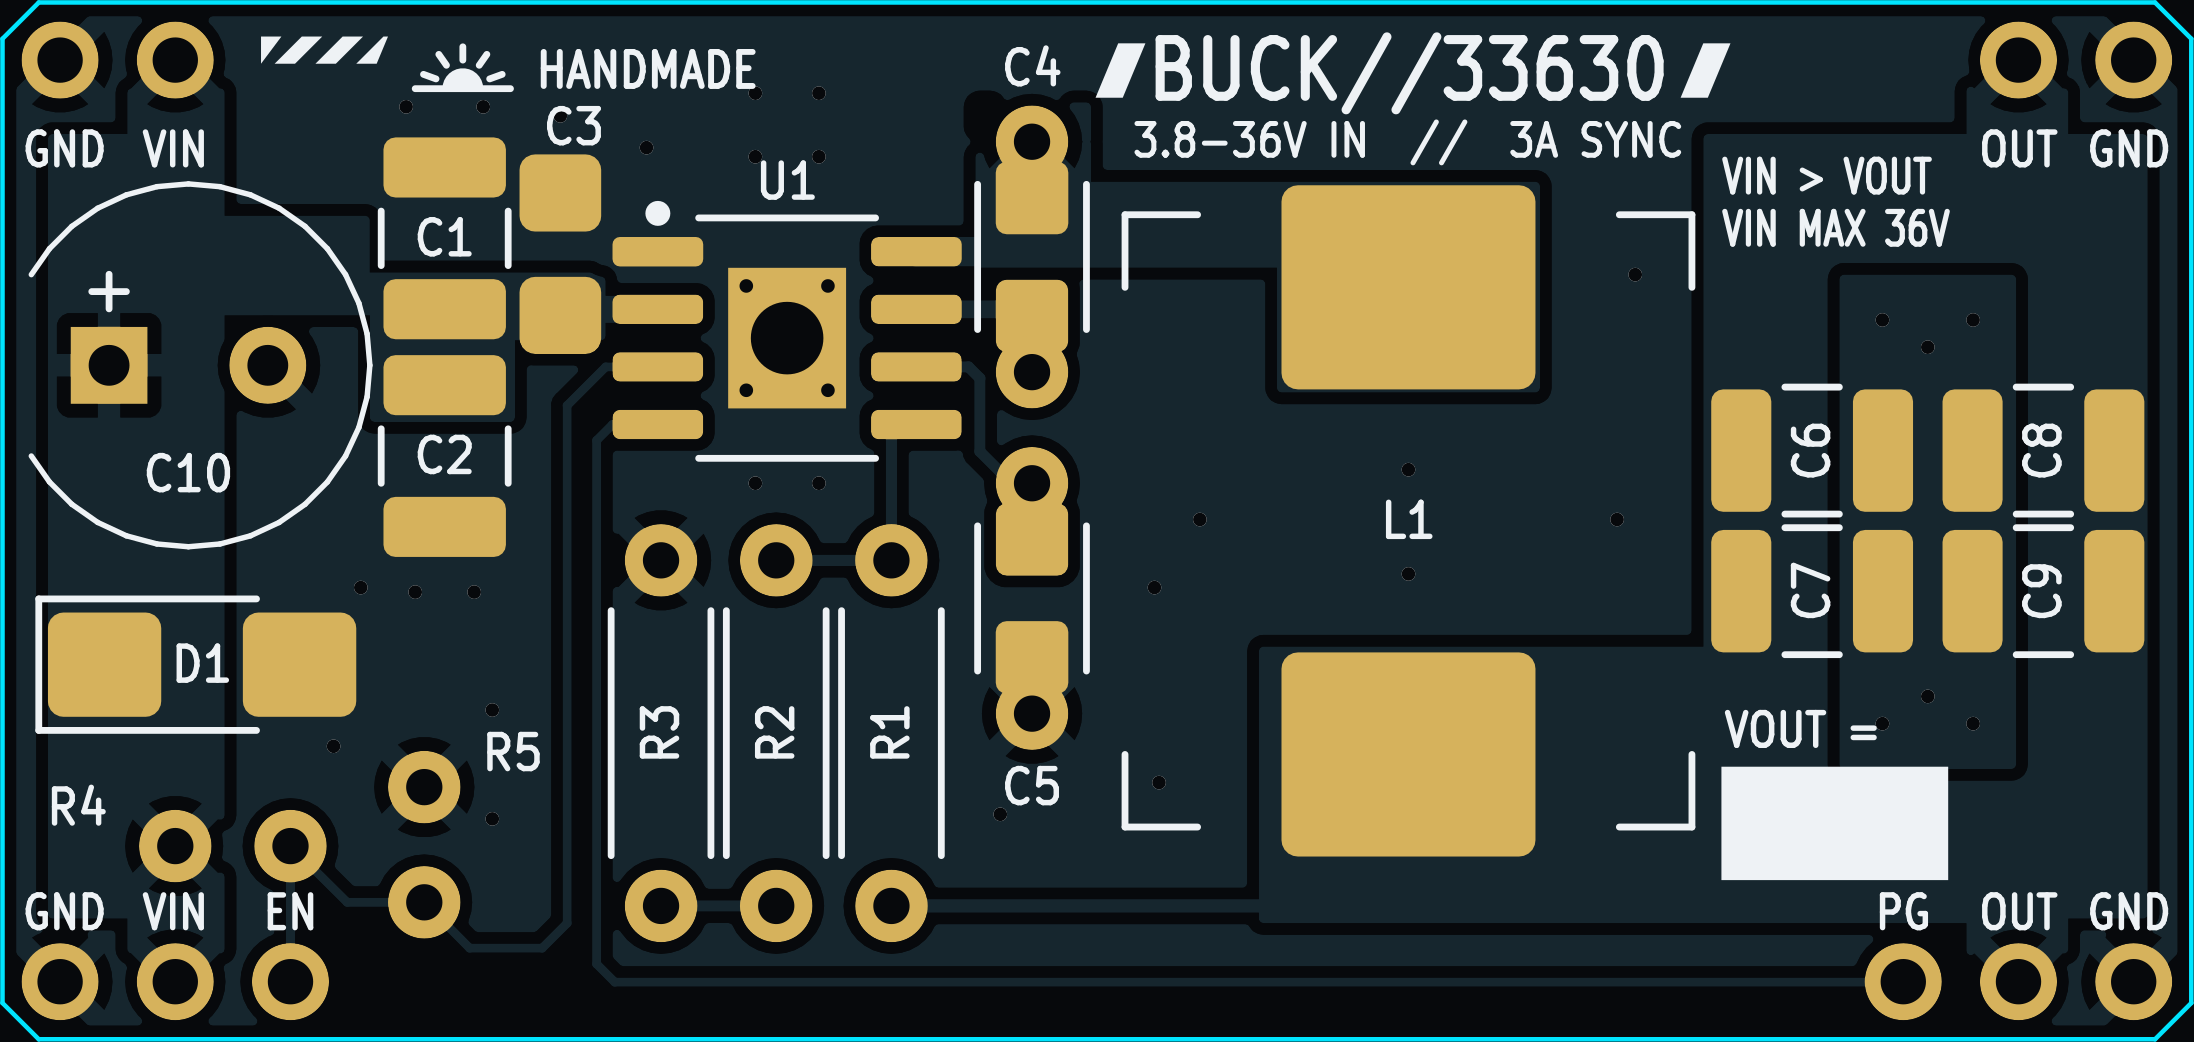 HANDMADE
BUCK//33630
3.8-36V IN // 3A SYNC
C4
C3
GND
VIN
OUT
GND
VIN > VOUT
VIN MAX 36V
U1
C1
+
C10
C2
C6
C8
L1
C7
C9
D1
R5
R3
R2
R1
VOUT =
C5
R4
GND
VIN
EN
PG
OUT
GND